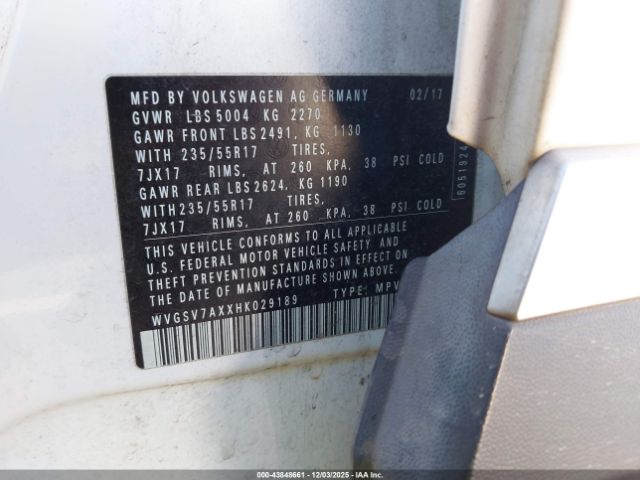 MFD BY VOLKSWAGEN AG GERMANY 02/17
GVWR LBS 5004 KG 2270
GAWR FRONT LBS 2491, KG 1130
WITH 235/55R17 TIRES,
7JX17 RIMS, AT 260 KPA, 38 PSI COLD
GAWR REAR LBS 2624, KG 1190
WITH 235/55R17 TIRES,
7JX17 RIMS, AT 260 KPA, 38 PSI COLD
THIS VEHICLE CONFORMS TO ALL APPLICABLE
U.S. FEDERAL MOTOR VEHICLE SAFETY AND
THEFT PREVENTION STANDARDS IN EFFECT ON
THE DATE OF MANUFACTURE SHOWN ABOVE.
WVGSV7AXXHK029189 TYPE: MPV
6051924
000-43848661 - 12/03/2025 - IAAI.com